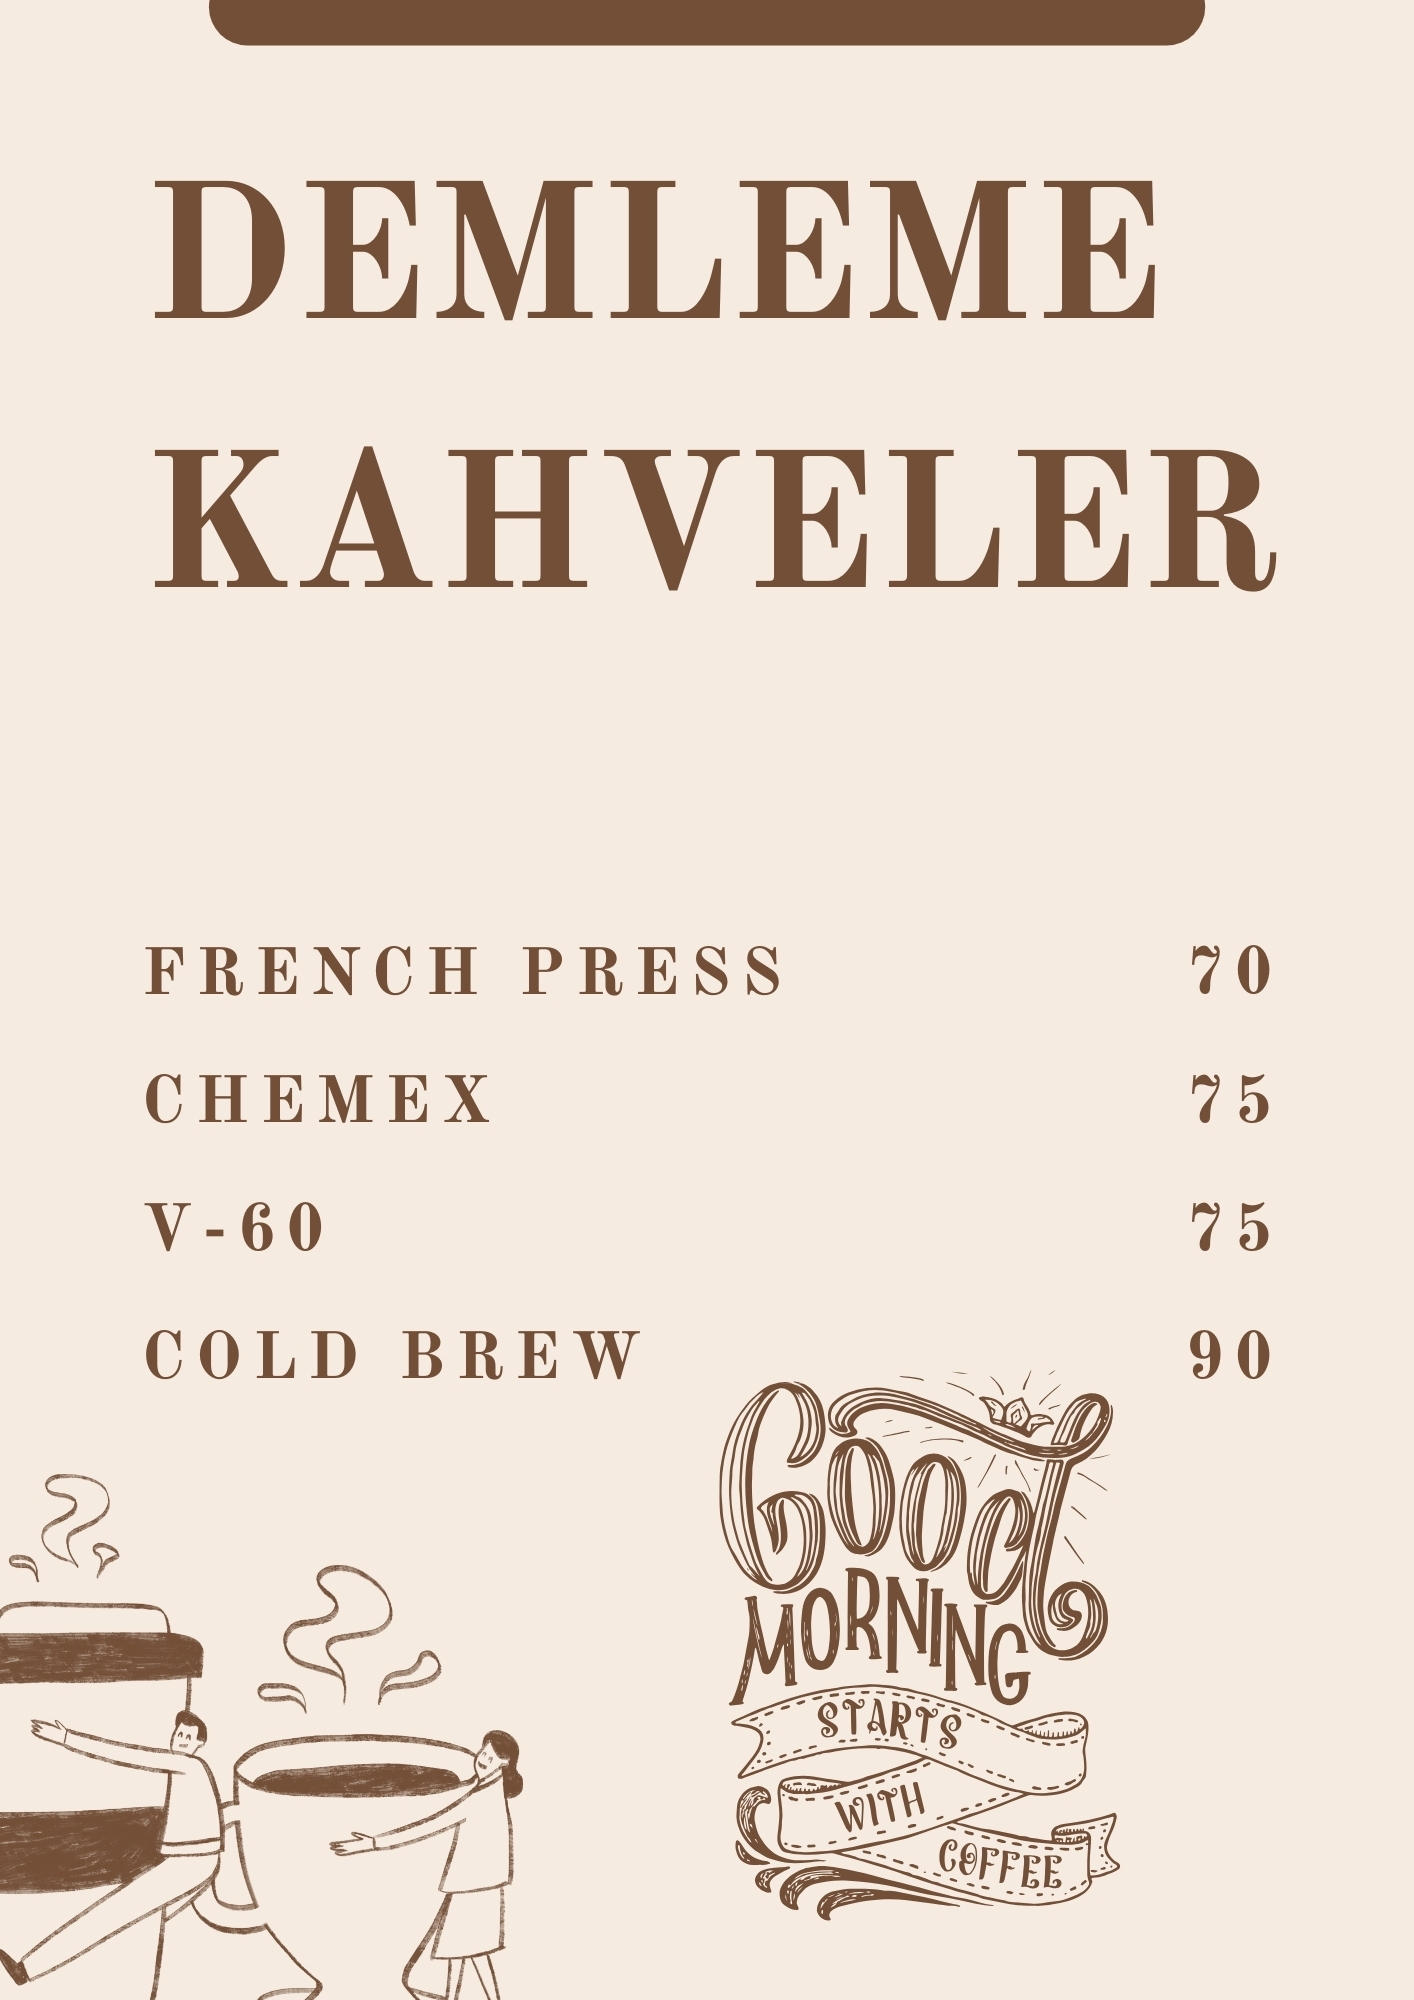 DEMLEME
KAHVELER
FRENCH PRESS 70
CHEMEX 75
V-60 75
COLD BREW 90
Good
MORNING
STARTS
WITH
COFFEE